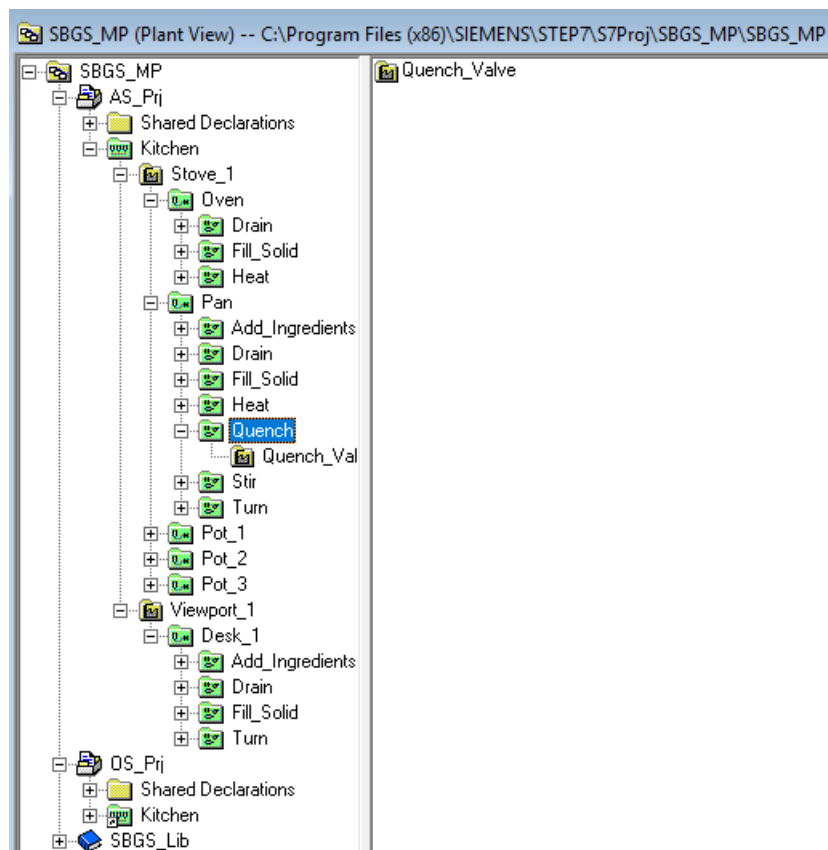 SBGS_MP (Plant View) -- C:\Program Files (x86)\SIEMENS\STEP7\S7Proj\SBGS_MP\SBGS_MP
SBGS_MP
Quench_Valve
AS_Prj
Shared Declarations
Kitchen
Stove_1
Oven
Drain
Fill_Solid
Heat
Pan
Add_Ingredients
Drain
Fill_Solid
Heat
Quench
Quench_Val
Stir
Turn
Pot_1
Pot_2
Pot_3
Viewport_1
Desk_1
Add_Ingredients
Drain
Fill_Solid
Turn
OS_Prj
Shared Declarations
Kitchen
SBGS_Lib